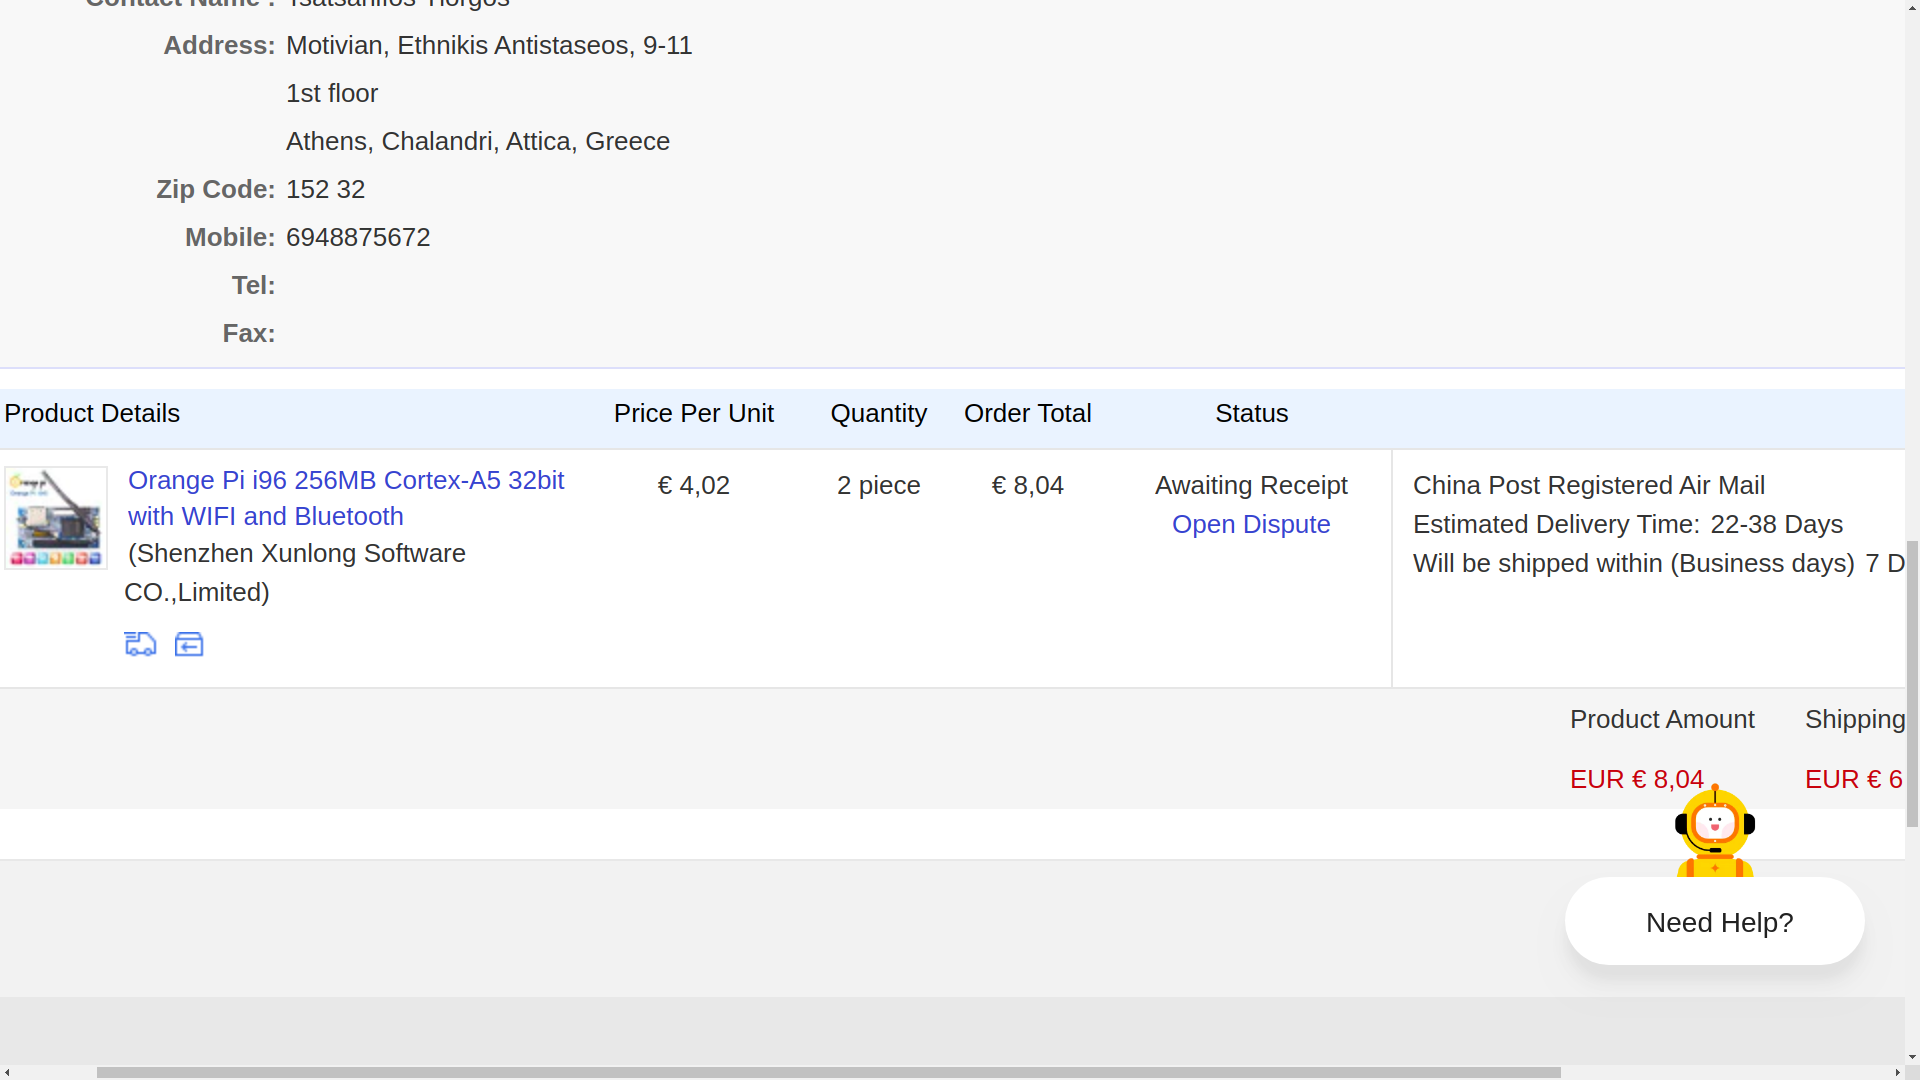 Contact Name : Tsatsanifos Yiorgos
Address: Motivian, Ethnikis Antistaseos, 9-11
1st floor
Athens, Chalandri, Attica, Greece
Zip Code: 152 32
Mobile: 6948875672
Tel:
Fax:
Product Details Price Per Unit Quantity Order Total Status
Orange Pi i96 256MB Cortex-A5 32bit
with WIFI and Bluetooth
(Shenzhen Xunlong Software
CO.,Limited)
€ 4,02
2 piece
€ 8,04
Awaiting Receipt
Open Dispute
China Post Registered Air Mail
Estimated Delivery Time: 22-38 Days
Will be shipped within (Business days) 7 D
Product Amount Shipping
EUR € 8,04 EUR € 6
Need Help?